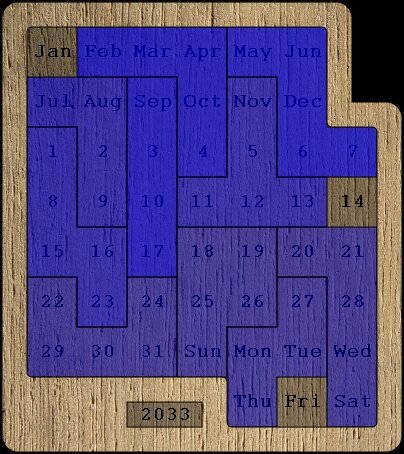 Jan Feb Mar Apr May Jun
Jul Aug Sep Oct Nov Dec
1 2 3 4 5 6 7
8 9 10 11 12 13 14
15 16 17 18 19 20 21
22 23 24 25 26 27 28
29 30 31 Sun Mon Tue Wed
Thu Fri Sat
2033